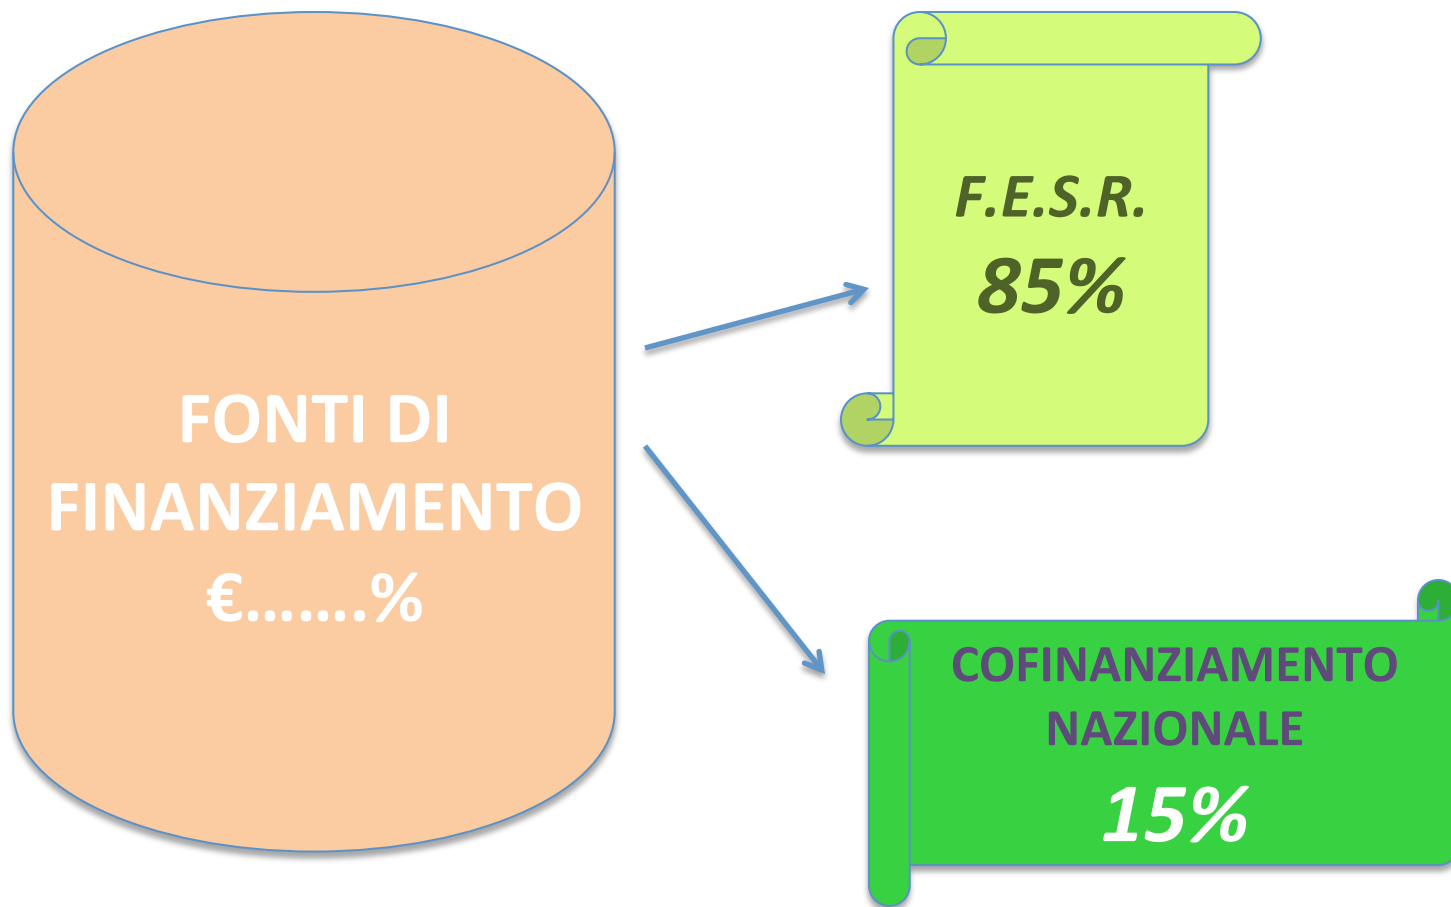 FONTI DI
FINANZIAMENTO
€…….%
F.E.S.R.
85%
COFINANZIAMENTO
NAZIONALE
15%